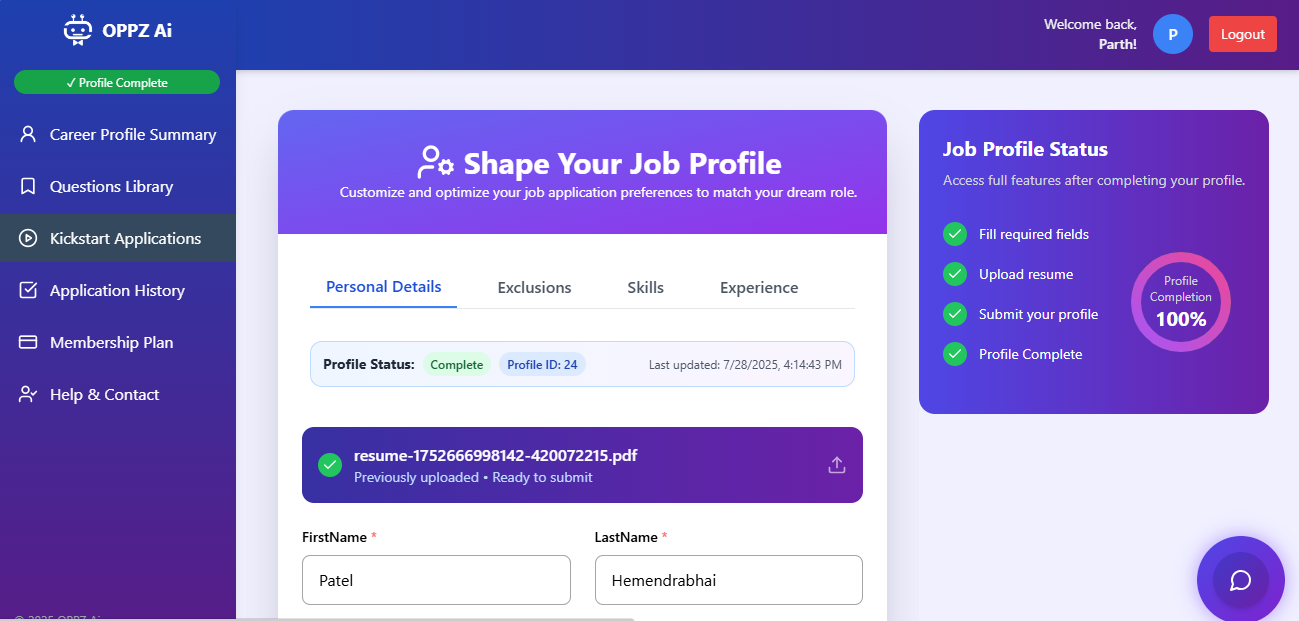 OPPZ Ai
✓ Profile Complete
Career Profile Summary
Questions Library
Kickstart Applications
Application History
Membership Plan
Help & Contact
© 2025 OPPZ Ai
Welcome back,
Parth!
P
Logout
Shape Your Job Profile
Customize and optimize your job application preferences to match your dream role.
Personal Details
Exclusions
Skills
Experience
Profile Status: Complete Profile ID: 24 Last updated: 7/28/2025, 4:14:43 PM
resume-1752666998142-420072215.pdf
Previously uploaded • Ready to submit
FirstName *
Patel
LastName *
Hemendrabhai
Job Profile Status
Access full features after completing your profile.
Fill required fields
Upload resume
Submit your profile
Profile Complete
Profile
Completion
100%